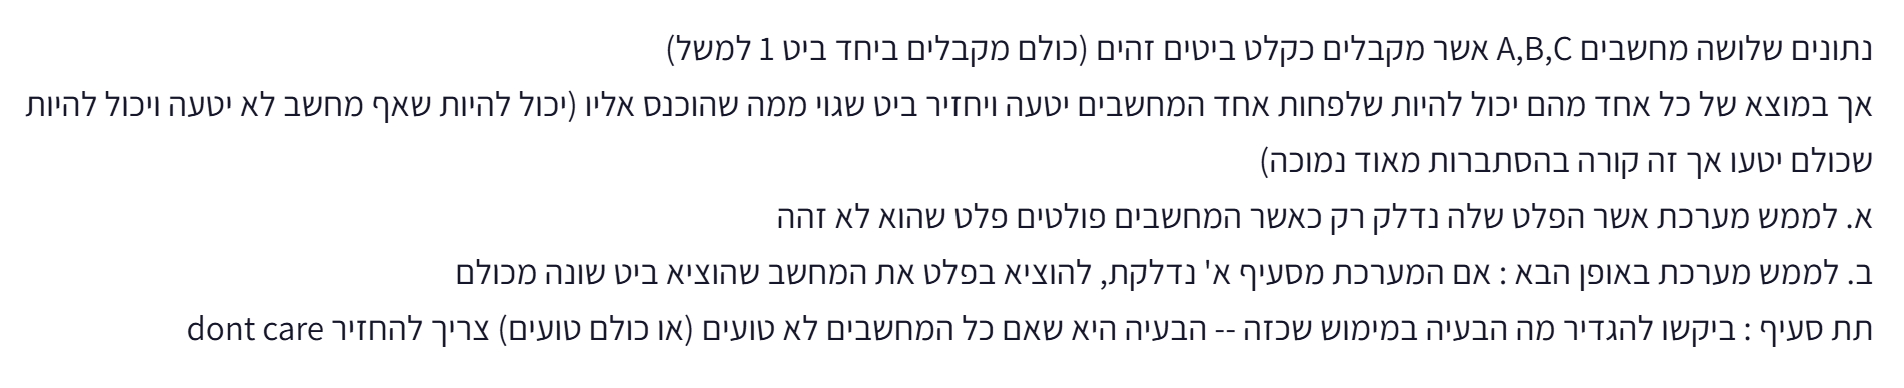 נתונים שלושה מחשבים A,B,C אשר מקבלים כקלט ביטים זהים (כולם מקבלים ביחד ביט 1 למשל)
אך במוצא של כל אחד מהם יכול להיות שלפחות אחד המחשבים יטעה ויחזיר ביט שגוי ממה שהוכנס אליו (יכול להיות שאף מחשב לא יטעה ויכול להיות
שכולם יטעו אך זה קורה בהסתברות מאוד נמוכה)
א. לממש מערכת אשר הפלט שלה נדלק רק כאשר המחשבים פולטים פלט שהוא לא זהה
ב. לממש מערכת באופן הבא : אם המערכת מסעיף א' נדלקת, להוציא בפלט את המחשב שהוציא ביט שונה מכולם
תת סעיף : ביקשו להגדיר מה הבעיה במימוש שכזה -- הבעיה היא שאם כל המחשבים לא טועים (או כולם טועים) צריך להחזיר dont care